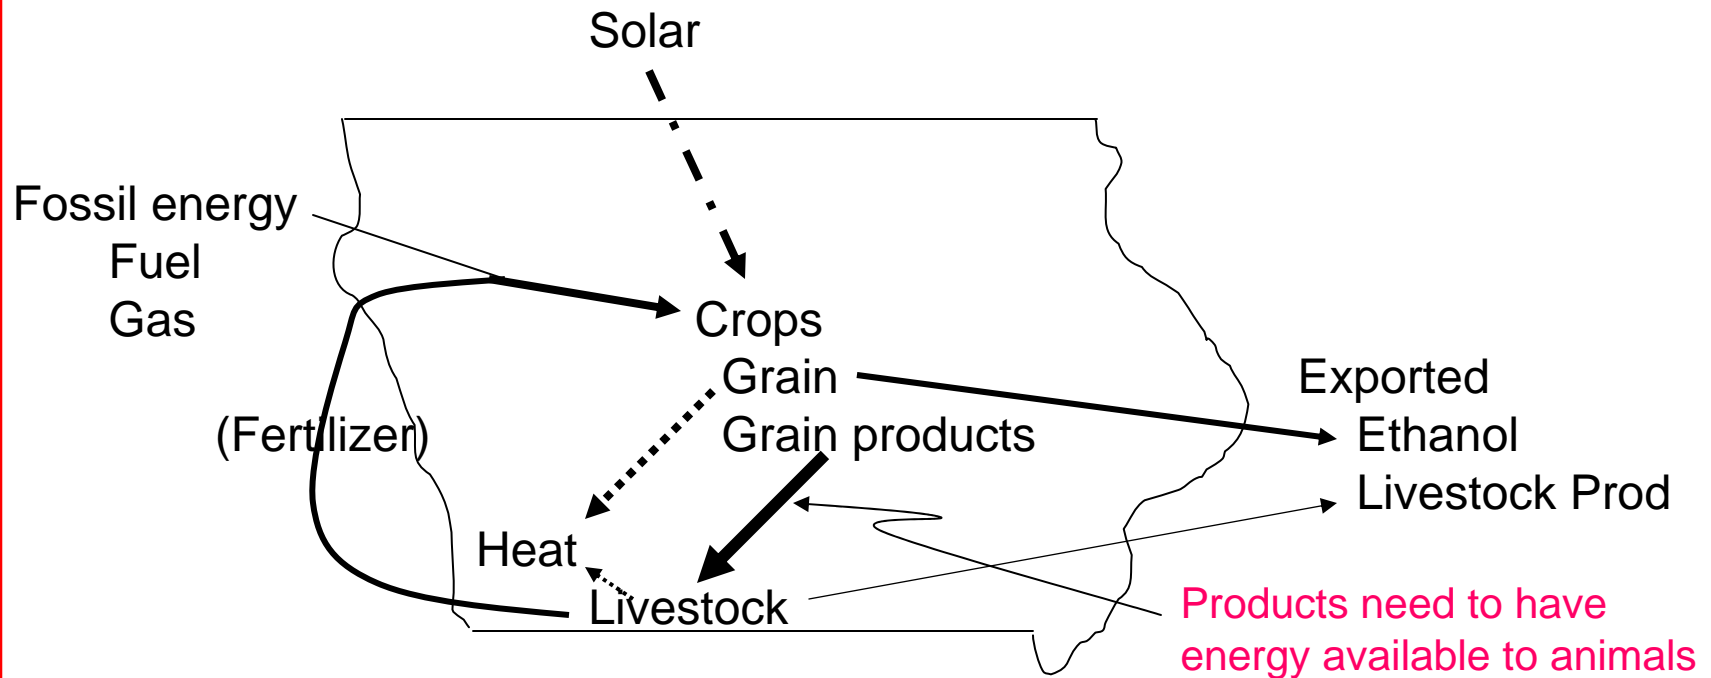 Solar
Fossil energy
Fuel
Gas
Crops
Grain
Grain products
(Fertilizer)
Heat
Livestock
Exported
Ethanol
Livestock Prod
Products need to have
energy available to animals